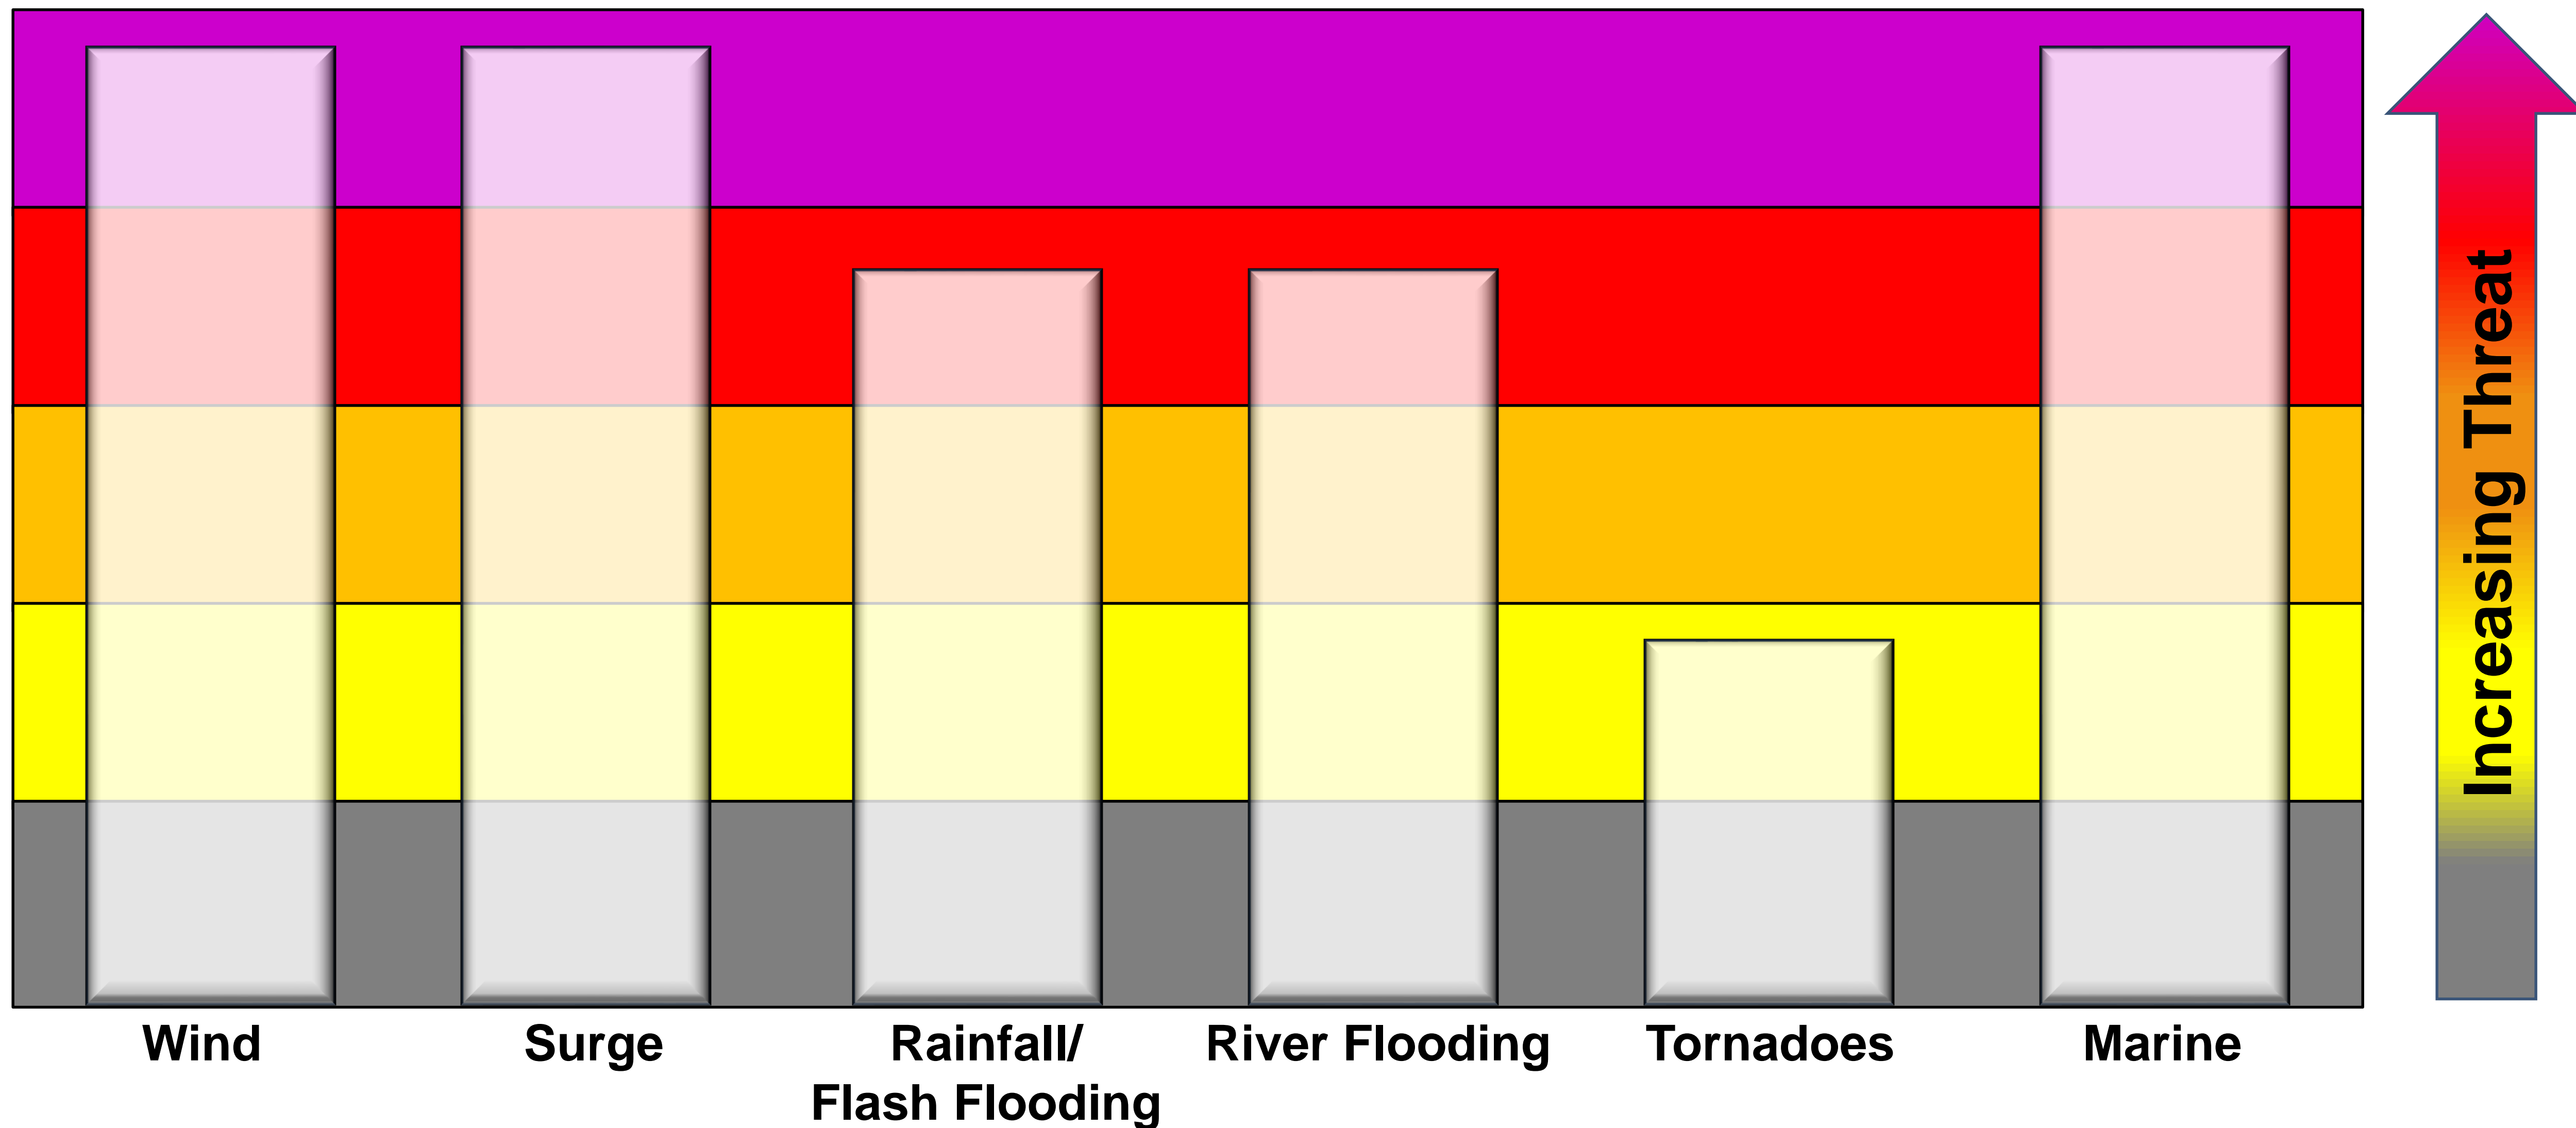 Wind
Surge
Rainfall/
Flash Flooding
River Flooding
Tornadoes
Marine
Increasing Threat